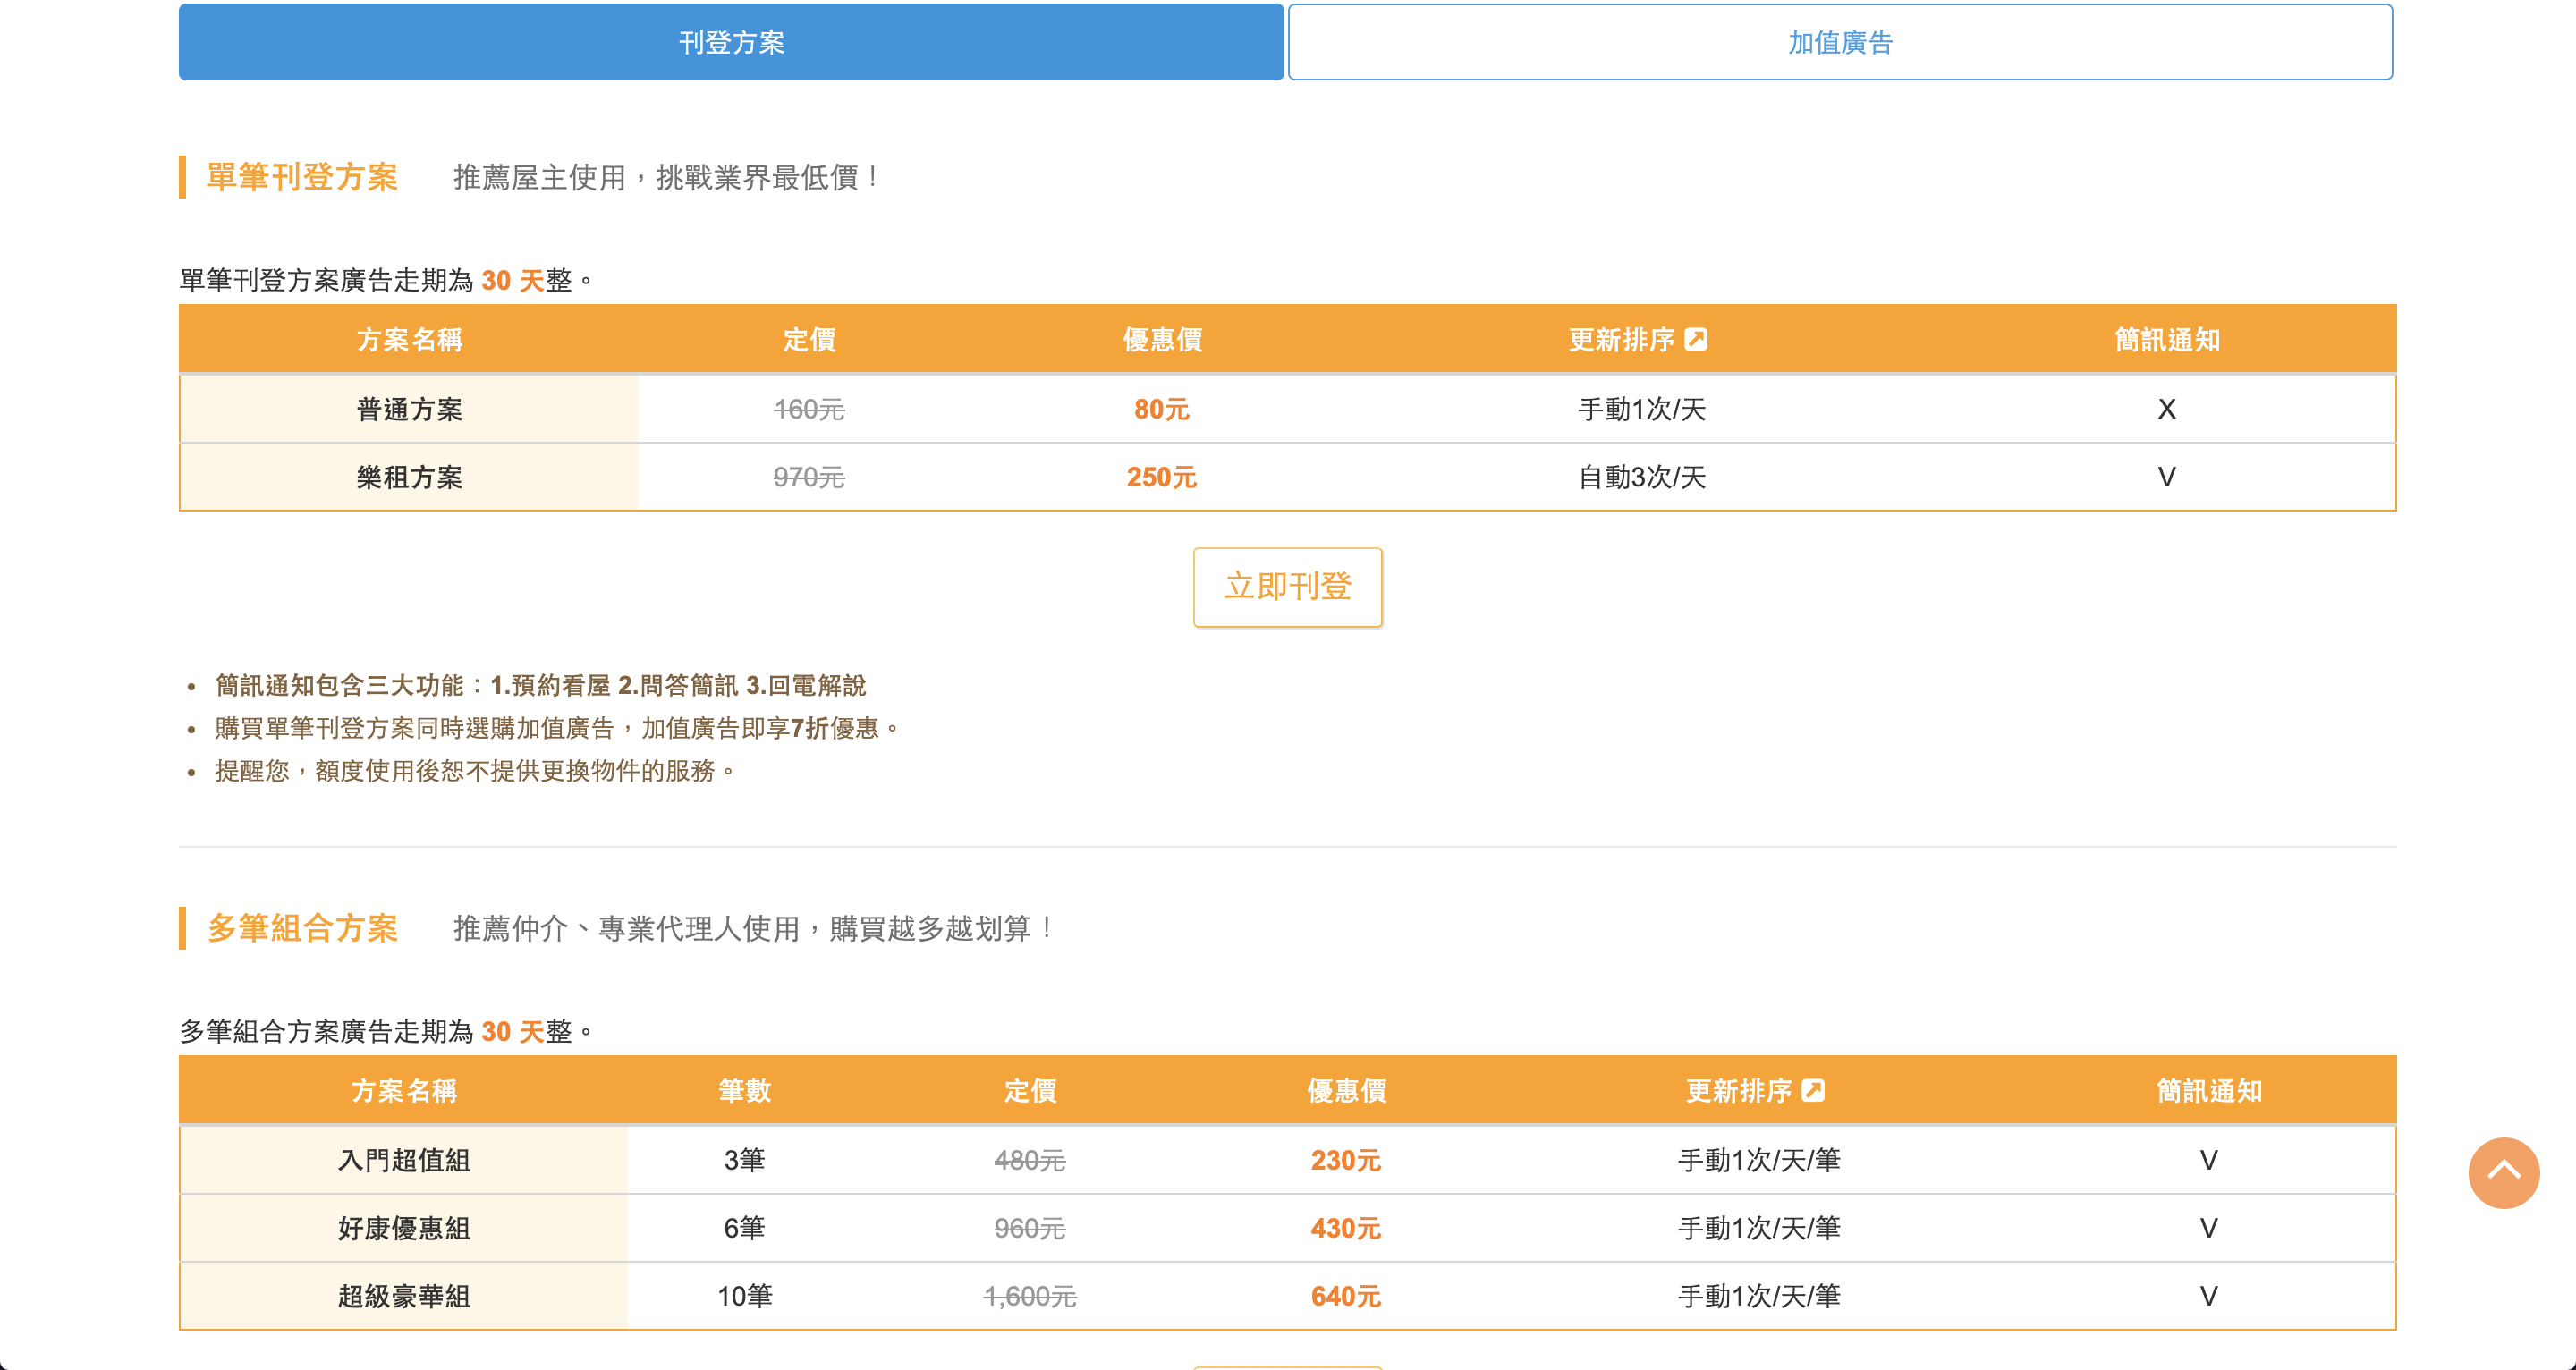 刊登方案 加值廣告
單筆刊登方案 推薦屋主使用，挑戰業界最低價！
單筆刊登方案廣告走期為 30 天整。
方案名稱 定價 優惠價 更新排序 簡訊通知
普通方案 160元 80元 手動1次/天 X
樂租方案 970元 250元 自動3次/天 V
立即刊登
• 簡訊通知包含三大功能：1.預約看屋 2.問答簡訊 3.回電解說
• 購買單筆刊登方案同時選購加值廣告，加值廣告即享7折優惠。
• 提醒您，額度使用後恕不提供更換物件的服務。
多筆組合方案 推薦仲介、專業代理人使用，購買越多越划算！
多筆組合方案廣告走期為 30 天整。
方案名稱 筆數 定價 優惠價 更新排序 簡訊通知
入門超值組 3筆 480元 230元 手動1次/天/筆 V
好康優惠組 6筆 960元 430元 手動1次/天/筆 V
超級豪華組 10筆 1,600元 640元 手動1次/天/筆 V